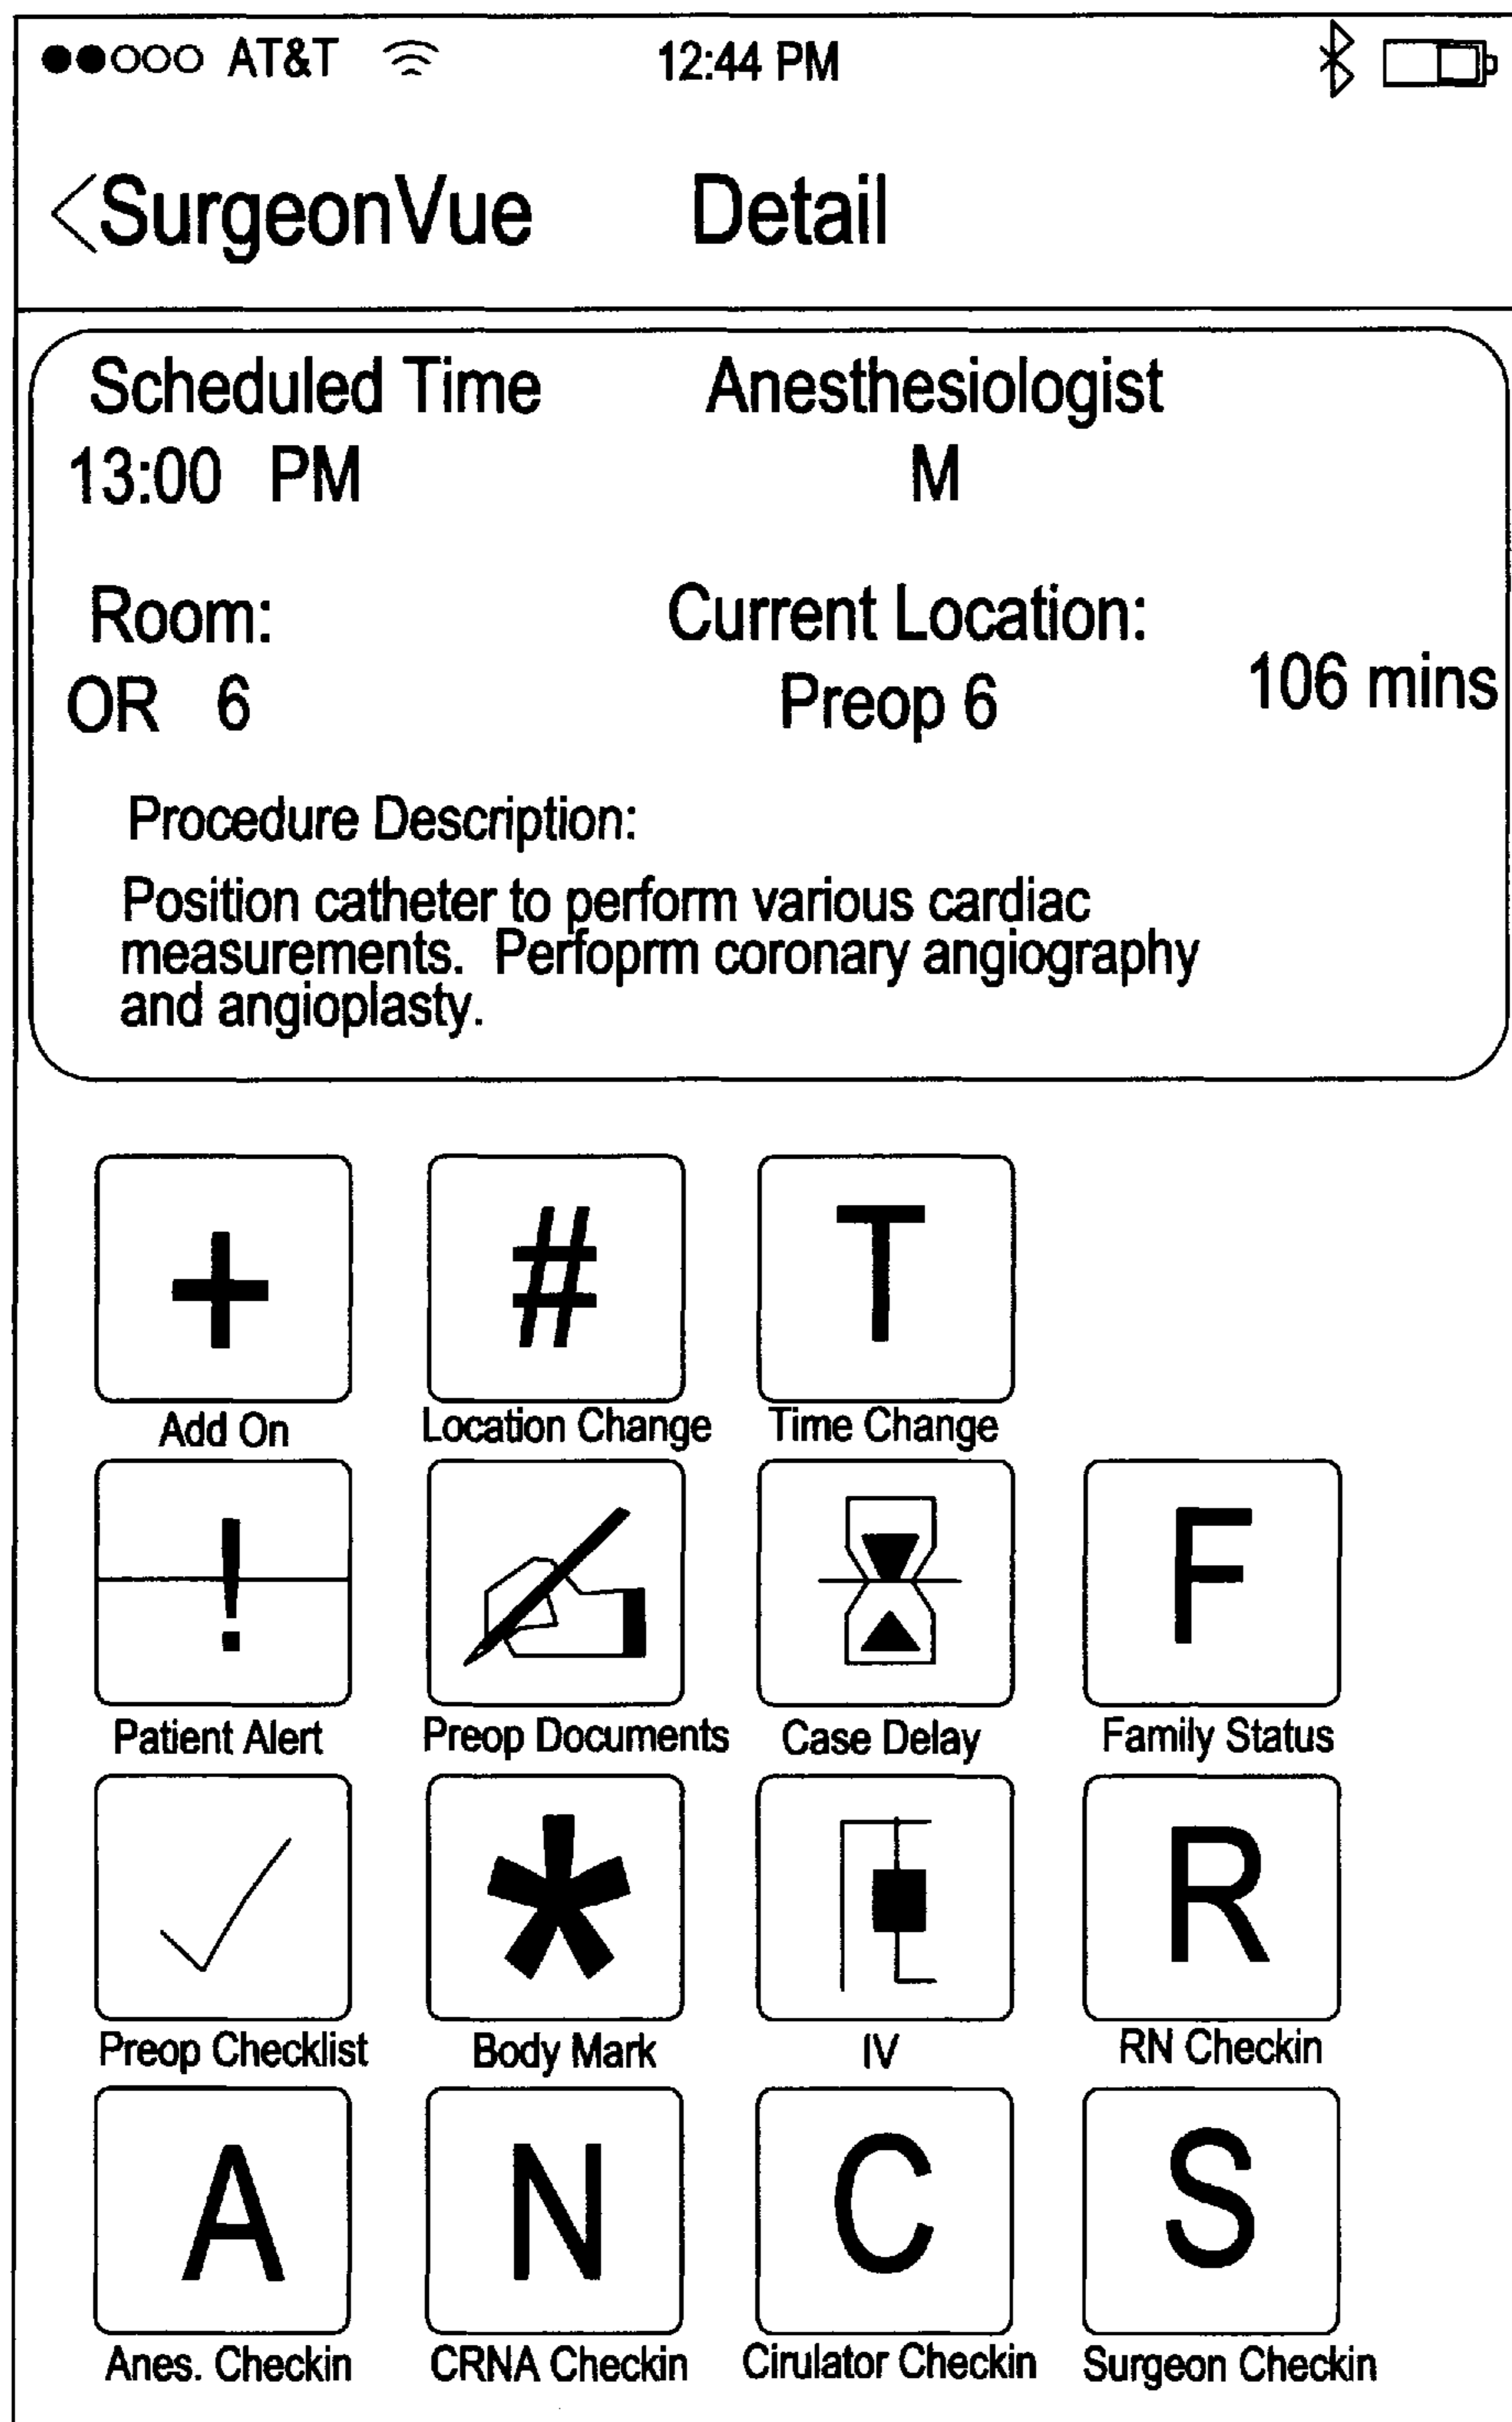 AT&T 12:44 PM
<SurgeonVue Detail
Scheduled Time Anesthesiologist
13:00 PM M
Room: Current Location:
OR 6 Preop 6 106 mins
Procedure Description:
Position catheter to perform various cardiac
measurements. Perfoprm coronary angiography
and angioplasty.
+ # T
Add On Location Change Time Change
! F
Patient Alert Preop Documents Case Delay Family Status
* R
Preop Checklist Body Mark IV RN Checkin
A N C S
Anes. Checkin CRNA Checkin Cirulator Checkin Surgeon Checkin